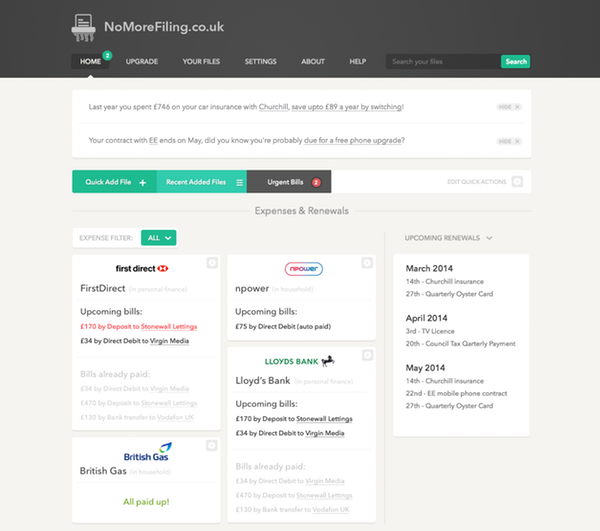 NoMoreFiling.co.uk
HOME 2 UPGRADE YOUR FILES SETTINGS ABOUT HELP Search your files Search
Last year you spent £746 on your car insurance with Churchill, save upto £89 a year by switching! HIDE X
Your contract with EE ends on May, did you know you're probably due for a free phone upgrade? HIDE X
Quick Add File + Recent Added Files Urgent Bills 2 EDIT QUICK ACTIONS
Expenses & Renewals
EXPENSE FILTER: ALL
first direct
FirstDirect (in personal finance)
Upcoming bills:
£170 by Deposit to Stonewall Lettings
£34 by Direct Debit to Virgin Media
Bills already paid:
£34 by Direct Debit to Virgin Media
£470 by Deposit to Stonewall Lettings
£130 by Bank transfer to Vodafon UK
British Gas
British Gas (in household)
All paid up!
npower
npower (in household)
Upcoming bills:
£75 by Direct Debit (auto paid)
LLOYDS BANK
Lloyd's Bank (in personal finance)
Upcoming bills:
£170 by Deposit to Stonewall Lettings
£34 by Direct Debit to Virgin Media
Bills already paid:
£34 by Direct Debit to Virgin Media
£470 by Deposit to Stonewall Lettings
£130 by Bank transfer to Vodafon UK
UPCOMING RENEWALS
March 2014
14th - Churchill insurance
27th - Quarterly Oyster Card
April 2014
3rd - TV Licence
20th - Council Tax Qarterly Payment
May 2014
14th - Churchill insurance
22nd - EE mobile phone contract
27th - Quarterly Oyster Card